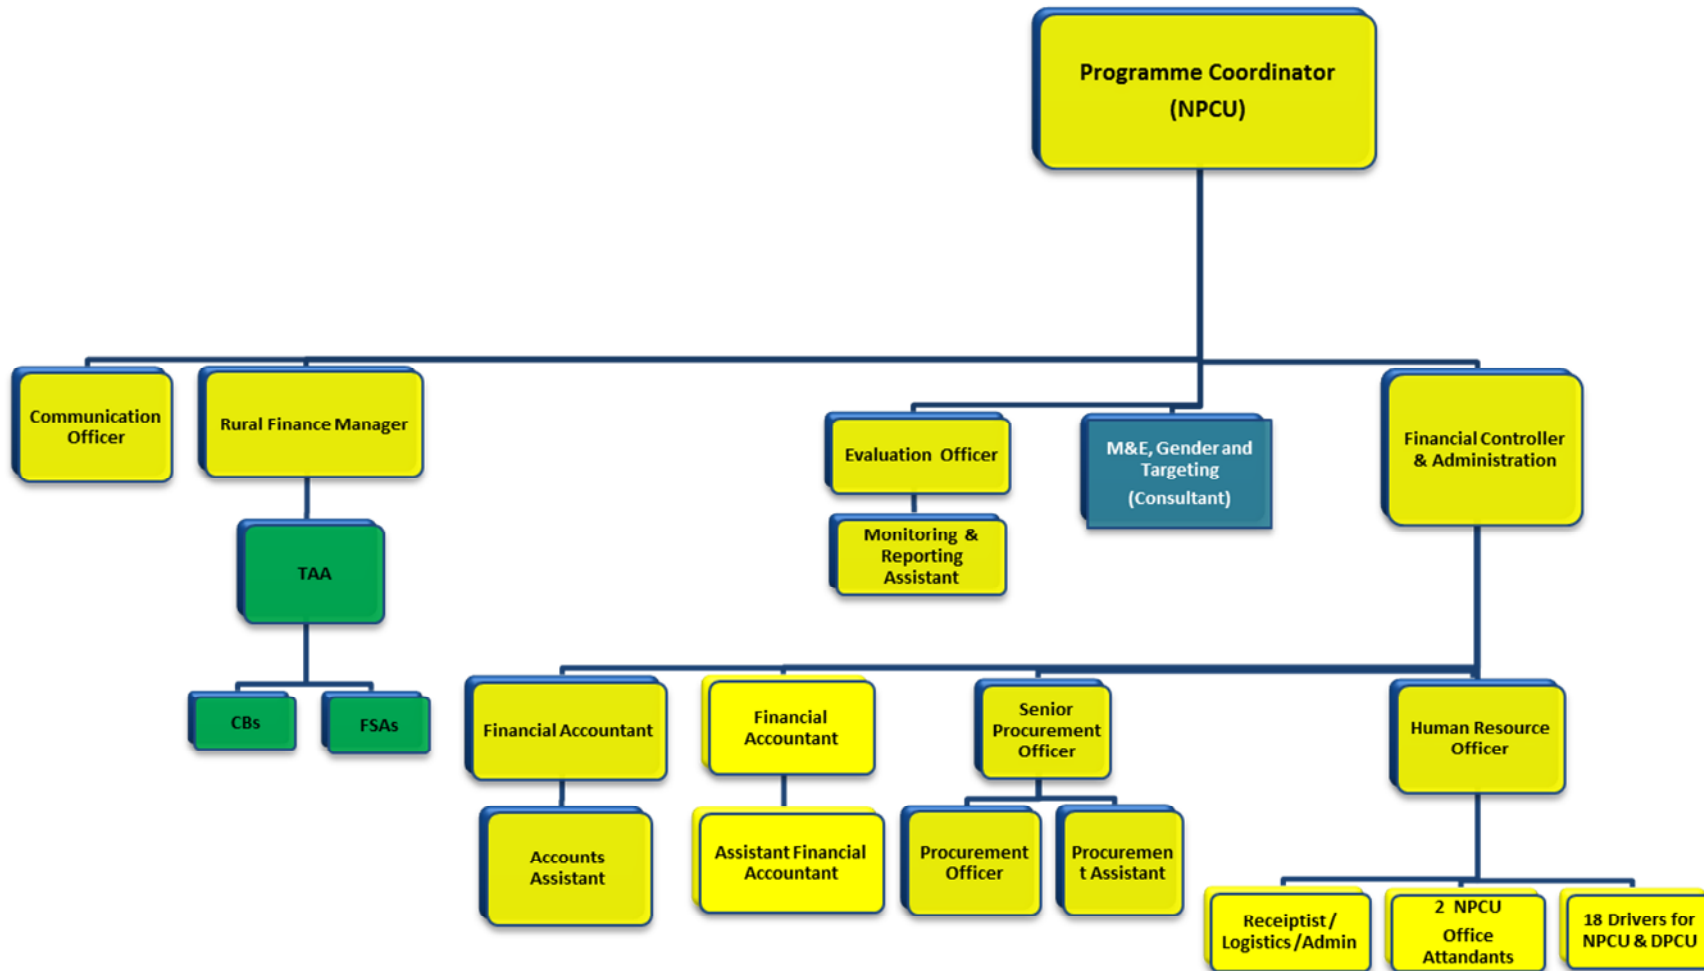 Programme Coordinator
(NPCU)
Communication
Officer
Rural Finance Manager
Evaluation Officer
M&E, Gender and
Targeting
(Consultant)
Financial Controller
& Administration
Monitoring &
Reporting
Assistant
TAA
CBs
FSAs
Financial Accountant
Financial
Accountant
Senior
Procurement
Officer
Human Resource
Officer
Accounts
Assistant
Assistant Financial
Accountant
Procurement
Officer
Procuremen
t Assistant
Receiptist /
Logistics /Admin
2 NPCU
Office
Attandants
18 Drivers for
NPCU & DPCU